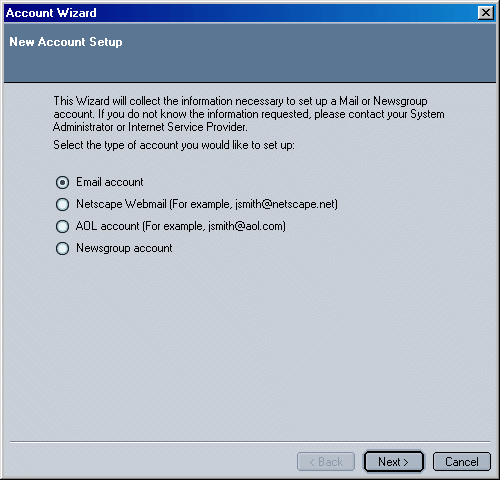 Account Wizard
New Account Setup
This Wizard will collect the information necessary to set up a Mail or Newsgroup
account. If you do not know the information requested, please contact your System
Administrator or Internet Service Provider.
Select the type of account you would like to set up:
Email account
Netscape Webmail (For example, jsmith@netscape.net)
AOL account (For example, jsmith@aol.com)
Newsgroup account
< Back Next > Cancel